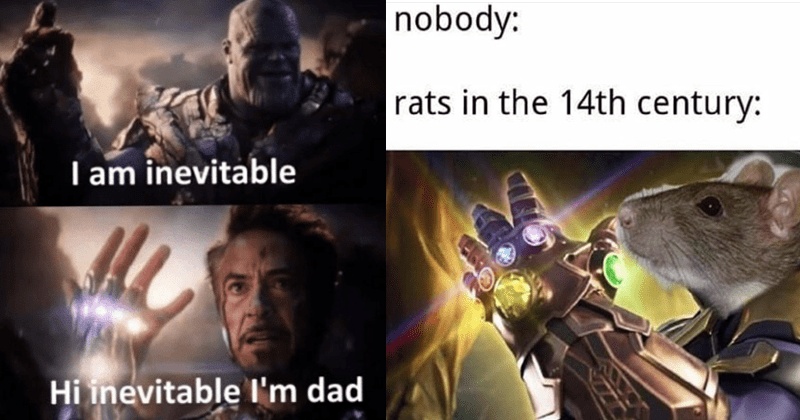 I am inevitable
Hi inevitable I'm dad
nobody:
rats in the 14th century: